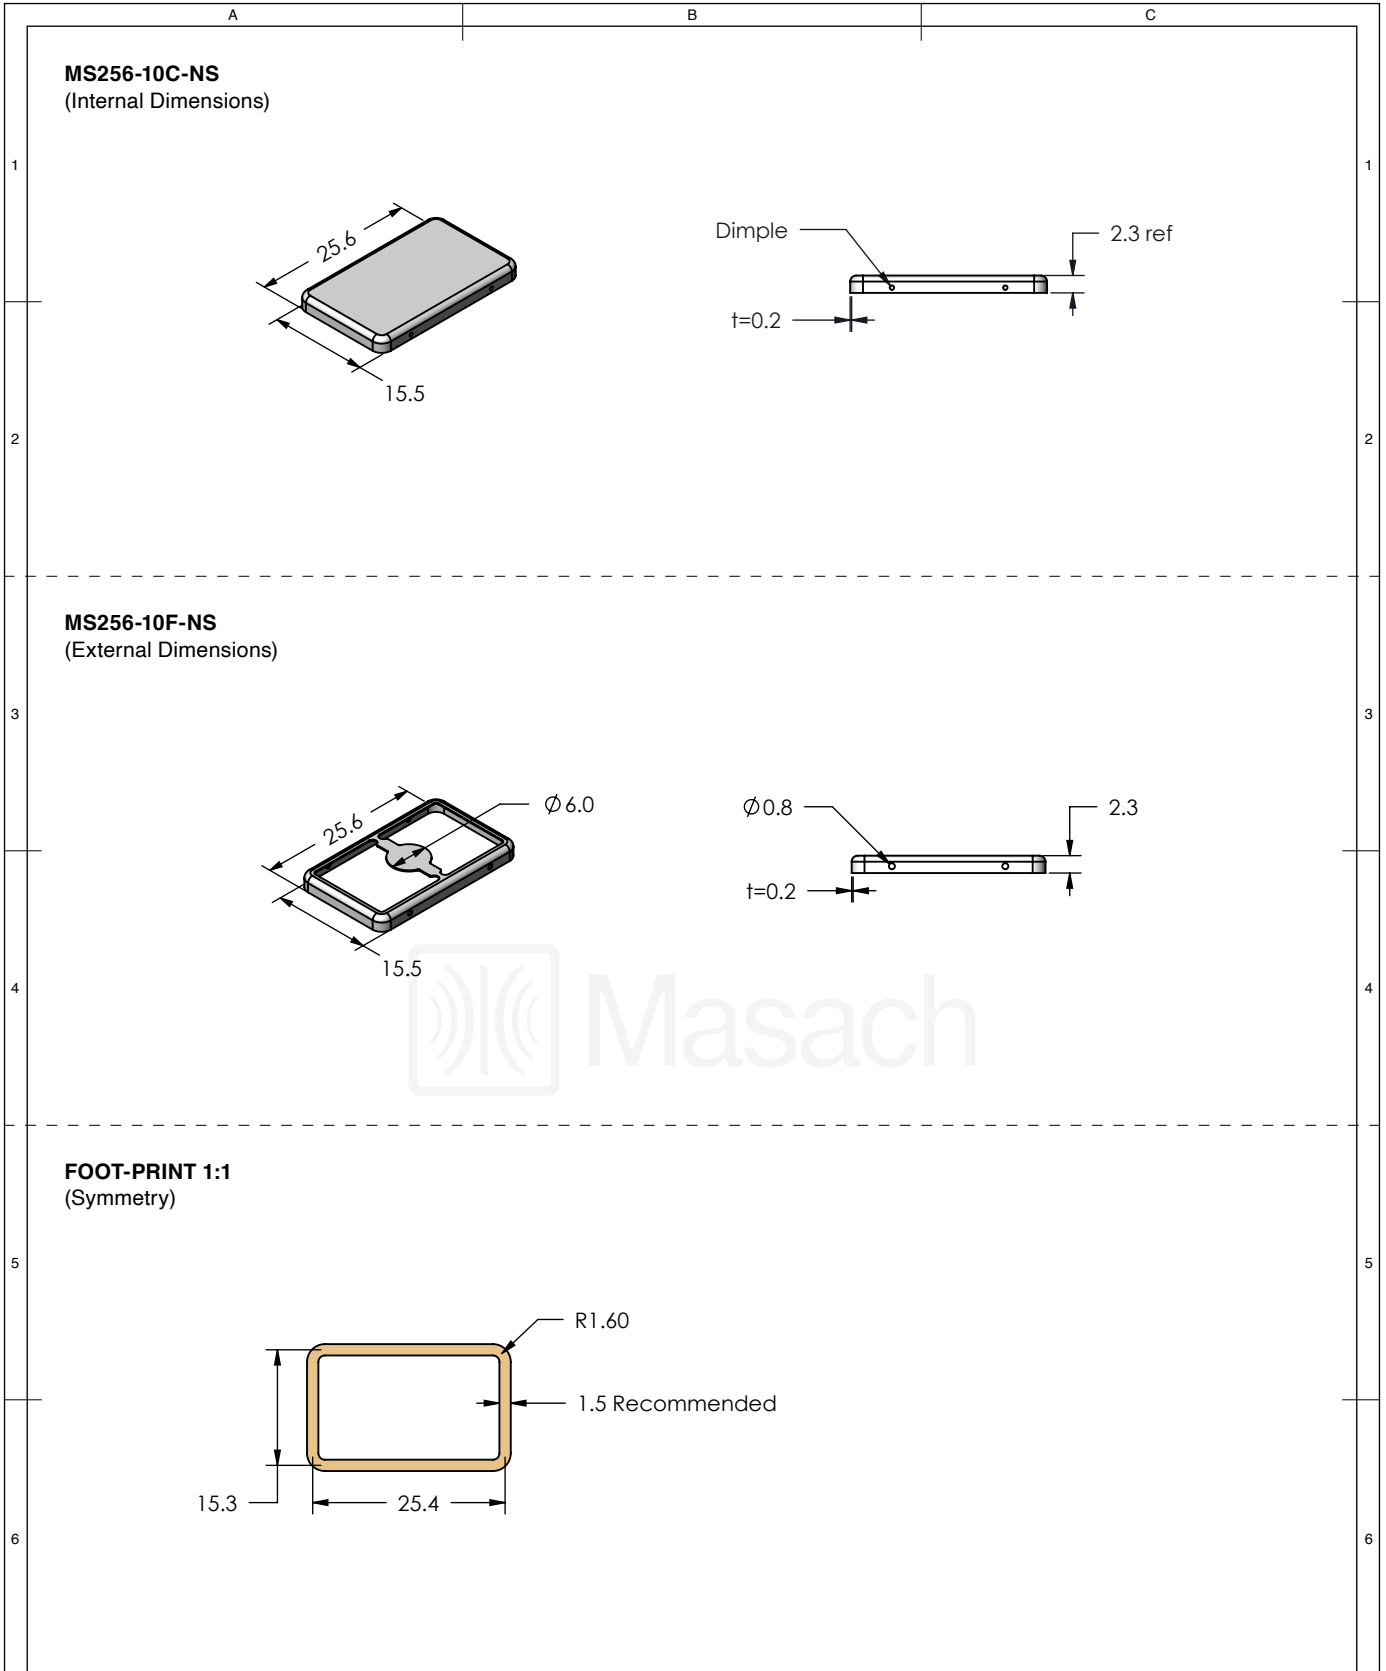 A B C
MS256-10C-NS
(Internal Dimensions)
1 1
25.6
15.5
Dimple
2.3 ref
t=0.2
2 2
MS256-10F-NS
(External Dimensions)
3 3
25.6
∅6.0
15.5
∅0.8
2.3
t=0.2
Masach
4 4
FOOT-PRINT 1:1
(Symmetry)
5 5
R1.60
1.5 Recommended
15.3
25.4
6 6